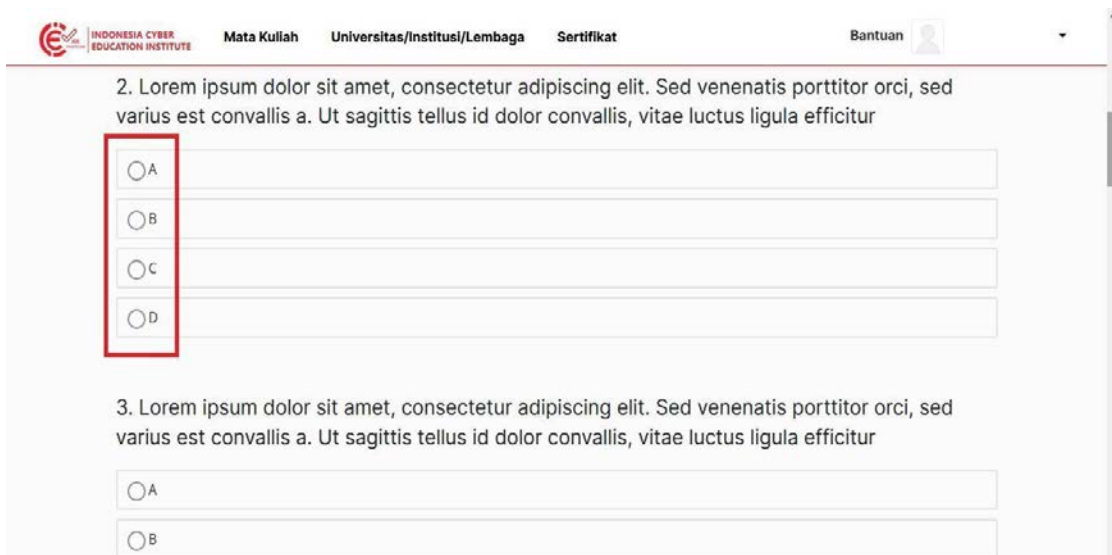 INDONESIA CYBER
EDUCATION INSTITUTE
Mata Kuliah Universitas/Institusi/Lembaga Sertifikat Bantuan
2. Lorem ipsum dolor sit amet, consectetur adipiscing elit. Sed venenatis porttitor orci, sed
varius est convallis a. Ut sagittis tellus id dolor convallis, vitae luctus ligula efficitur
A
B
C
D
3. Lorem ipsum dolor sit amet, consectetur adipiscing elit. Sed venenatis porttitor orci, sed
varius est convallis a. Ut sagittis tellus id dolor convallis, vitae luctus ligula efficitur
A
B